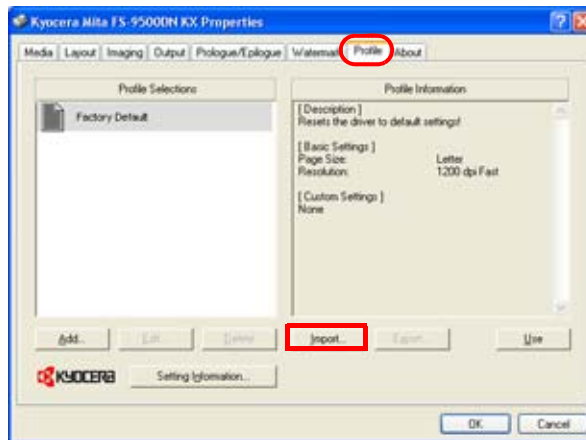 Kyocera Mita FS-9500DN KX Properties
Media Layout Imaging Output Prologue/Epilogue Watermark Profile About
Profile Selections
Factory Default
Profile Information
[ Description ]
Resets the driver to default settings!
[ Basic Settings ]
Page Size: Letter
Resolution: 1200 dpi Fast
[ Custom Settings ]
None
Add... Edit... Delete Import... Export... Use
KYOCERA Setting Information...
OK Cancel